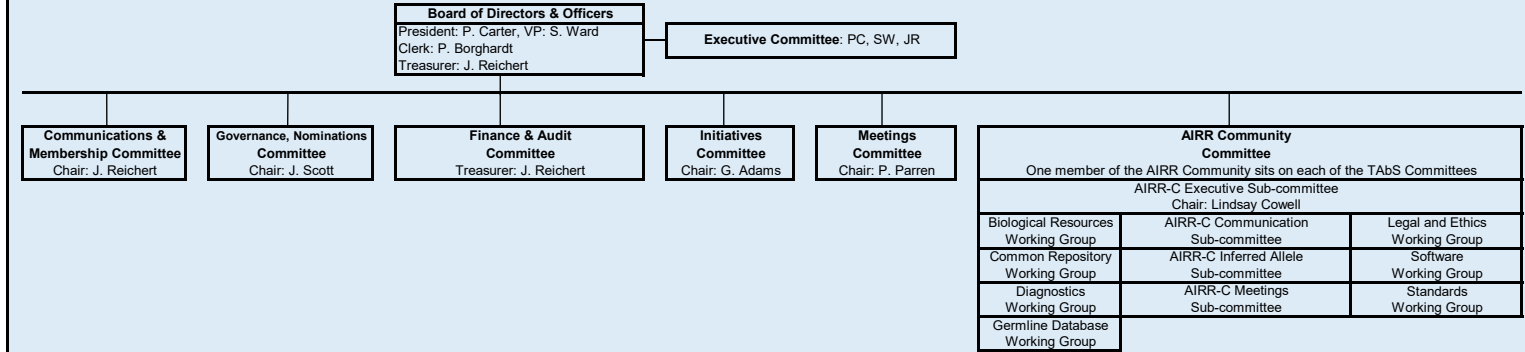 Board of Directors & Officers
President: P. Carter, VP: S. Ward
Clerk: P. Borghardt
Treasurer: J. Reichert
Executive Committee: PC, SW, JR
Communications &
Membership Committee
Chair: J. Reichert
Governance, Nominations
Committee
Chair: J. Scott
Finance & Audit
Committee
Treasurer: J. Reichert
Initiatives
Committee
Chair: G. Adams
Meetings
Committee
Chair: P. Parren
AIRR Community
Committee
One member of the AIRR Community sits on each of the TAbS Committees
AIRR-C Executive Sub-committee
Chair: Lindsay Cowell
Biological Resources
Working Group
AIRR-C Communication
Sub-committee
Legal and Ethics
Working Group
Common Repository
Working Group
AIRR-C Inferred Allele
Sub-committee
Software
Working Group
Diagnostics
Working Group
AIRR-C Meetings
Sub-committee
Standards
Working Group
Germline Database
Working Group